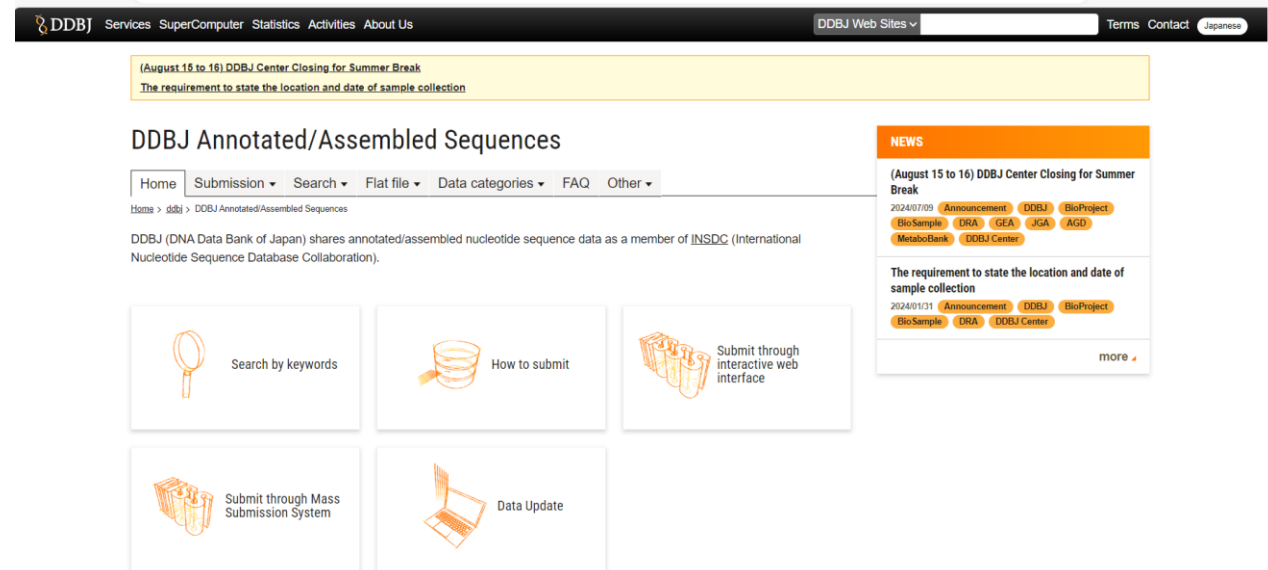 DDBJ Services SuperComputer Statistics Activities About Us DDBJ Web Sites Terms Contact Japanese
(August 15 to 16) DDBJ Center Closing for Summer Break
The requirement to state the location and date of sample collection
DDBJ Annotated/Assembled Sequences
Home Submission Search Flat file Data categories FAQ Other
Home > ddbj > DDBJ Annotated/Assembled Sequences
DDBJ (DNA Data Bank of Japan) shares annotated/assembled nucleotide sequence data as a member of INSDC (International
Nucleotide Sequence Database Collaboration).
Search by keywords
How to submit
Submit through
interactive web
interface
Submit through Mass
Submission System
Data Update
NEWS
(August 15 to 16) DDBJ Center Closing for Summer
Break
2024/07/09 Announcement DDBJ BioProject
BioSample DRA GEA JGA AGD
MetaboBank DDBJ Center
The requirement to state the location and date of
sample collection
2024/01/31 Announcement DDBJ BioProject
BioSample DRA DDBJ Center
more